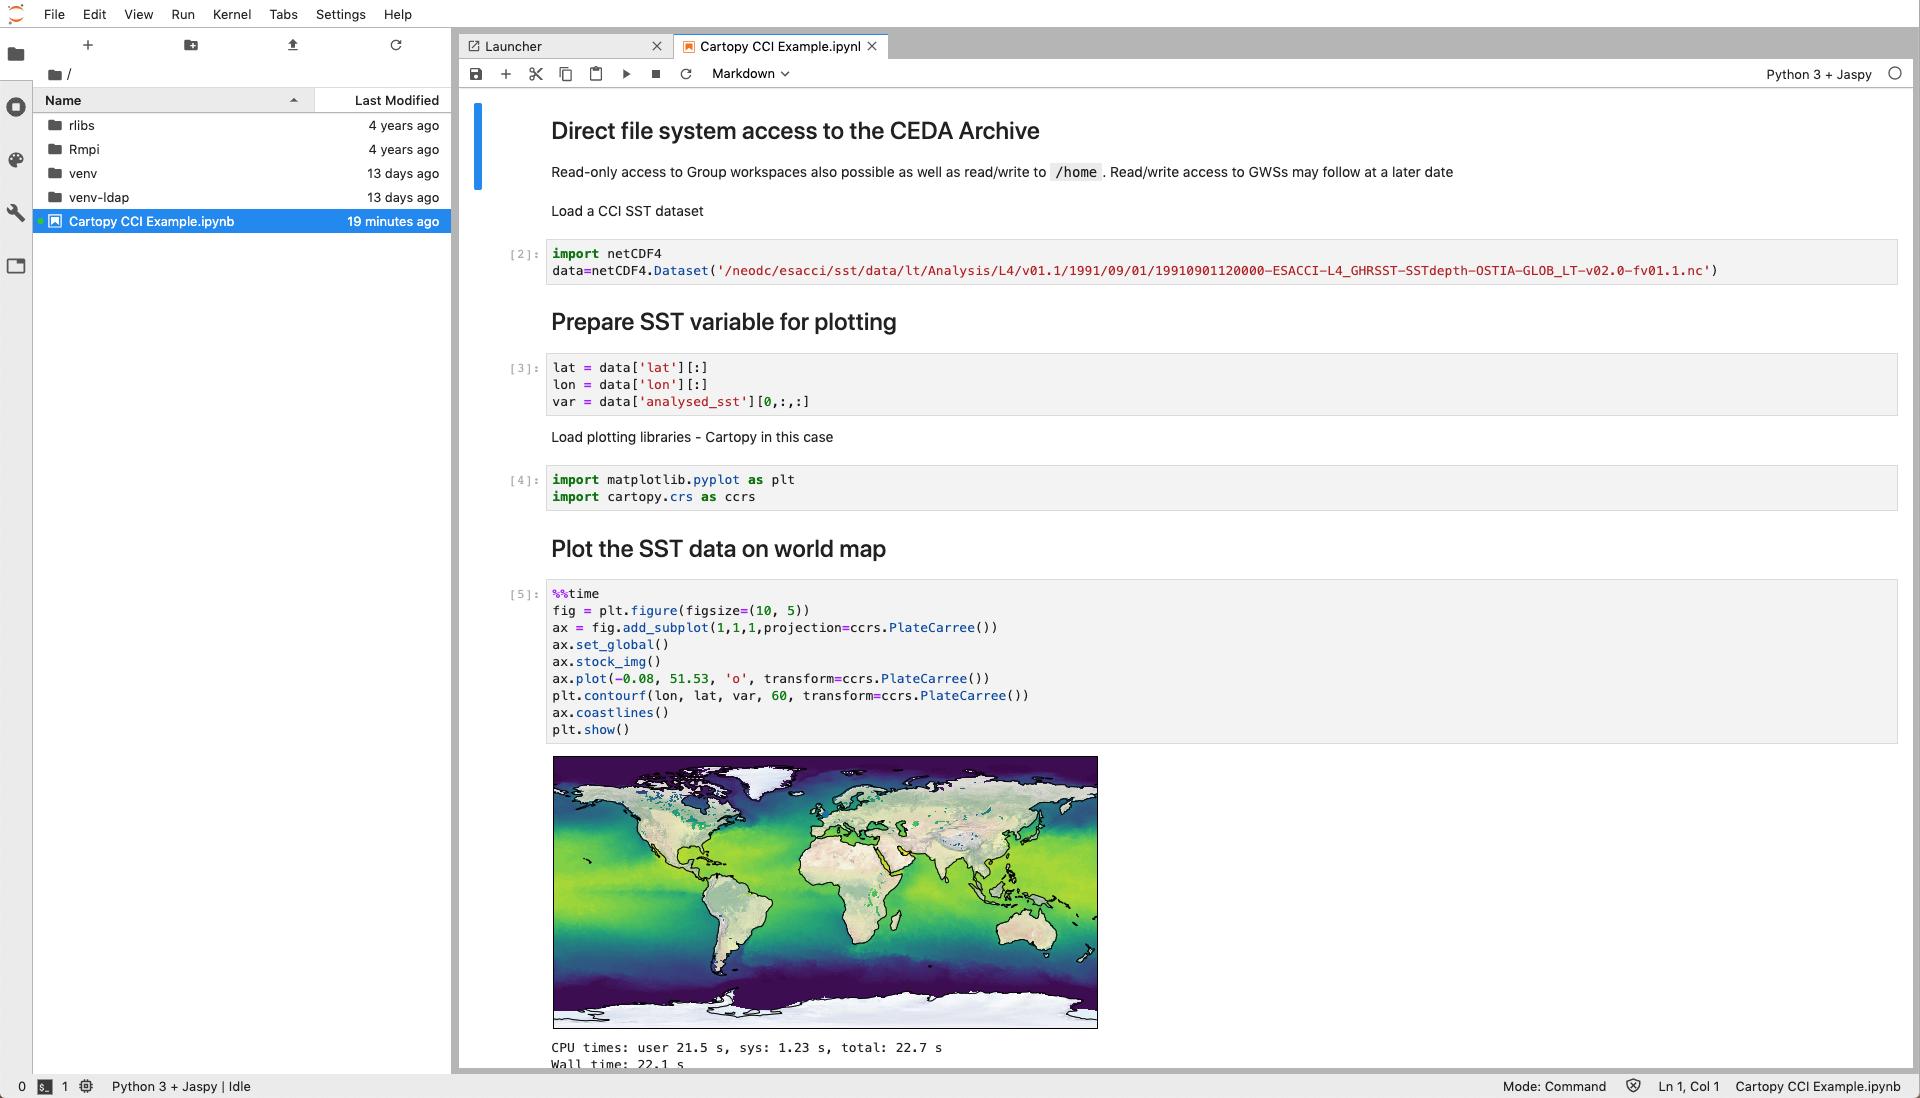 File Edit View Run Kernel Tabs Settings Help
/
Name Last Modified
rlibs 4 years ago
Rmpi 4 years ago
venv 13 days ago
venv-ldap 13 days ago
Cartopy CCI Example.ipynb 19 minutes ago
Launcher Cartopy CCI Example.ipynl
Markdown Python 3 + Jaspy
Direct file system access to the CEDA Archive
Read-only access to Group workspaces also possible as well as read/write to /home . Read/write access to GWSs may follow at a later date
Load a CCI SST dataset
[2]: import netCDF4
data=netCDF4.Dataset('/neodc/esacci/sst/data/lt/Analysis/L4/v01.1/1991/09/01/19910901120000-ESACCI-L4_GHRSST-SSTdepth-OSTIA-GLOB_LT-v02.0-fv01.1.nc')
Prepare SST variable for plotting
[3]: lat = data['lat'][:]
lon = data['lon'][:]
var = data['analysed_sst'][0,:,:]
Load plotting libraries - Cartopy in this case
[4]: import matplotlib.pyplot as plt
import cartopy.crs as ccrs
Plot the SST data on world map
[5]: %%time
fig = plt.figure(figsize=(10, 5))
ax = fig.add_subplot(1,1,1,projection=ccrs.PlateCarree())
ax.set_global()
ax.stock_img()
ax.plot(-0.08, 51.53, 'o', transform=ccrs.PlateCarree())
plt.contourf(lon, lat, var, 60, transform=ccrs.PlateCarree())
ax.coastlines()
plt.show()
CPU times: user 21.5 s, sys: 1.23 s, total: 22.7 s
Wall time: 22.1 s
0 $_ 1 Python 3 + Jaspy | Idle Mode: Command Ln 1, Col 1 Cartopy CCI Example.ipynb